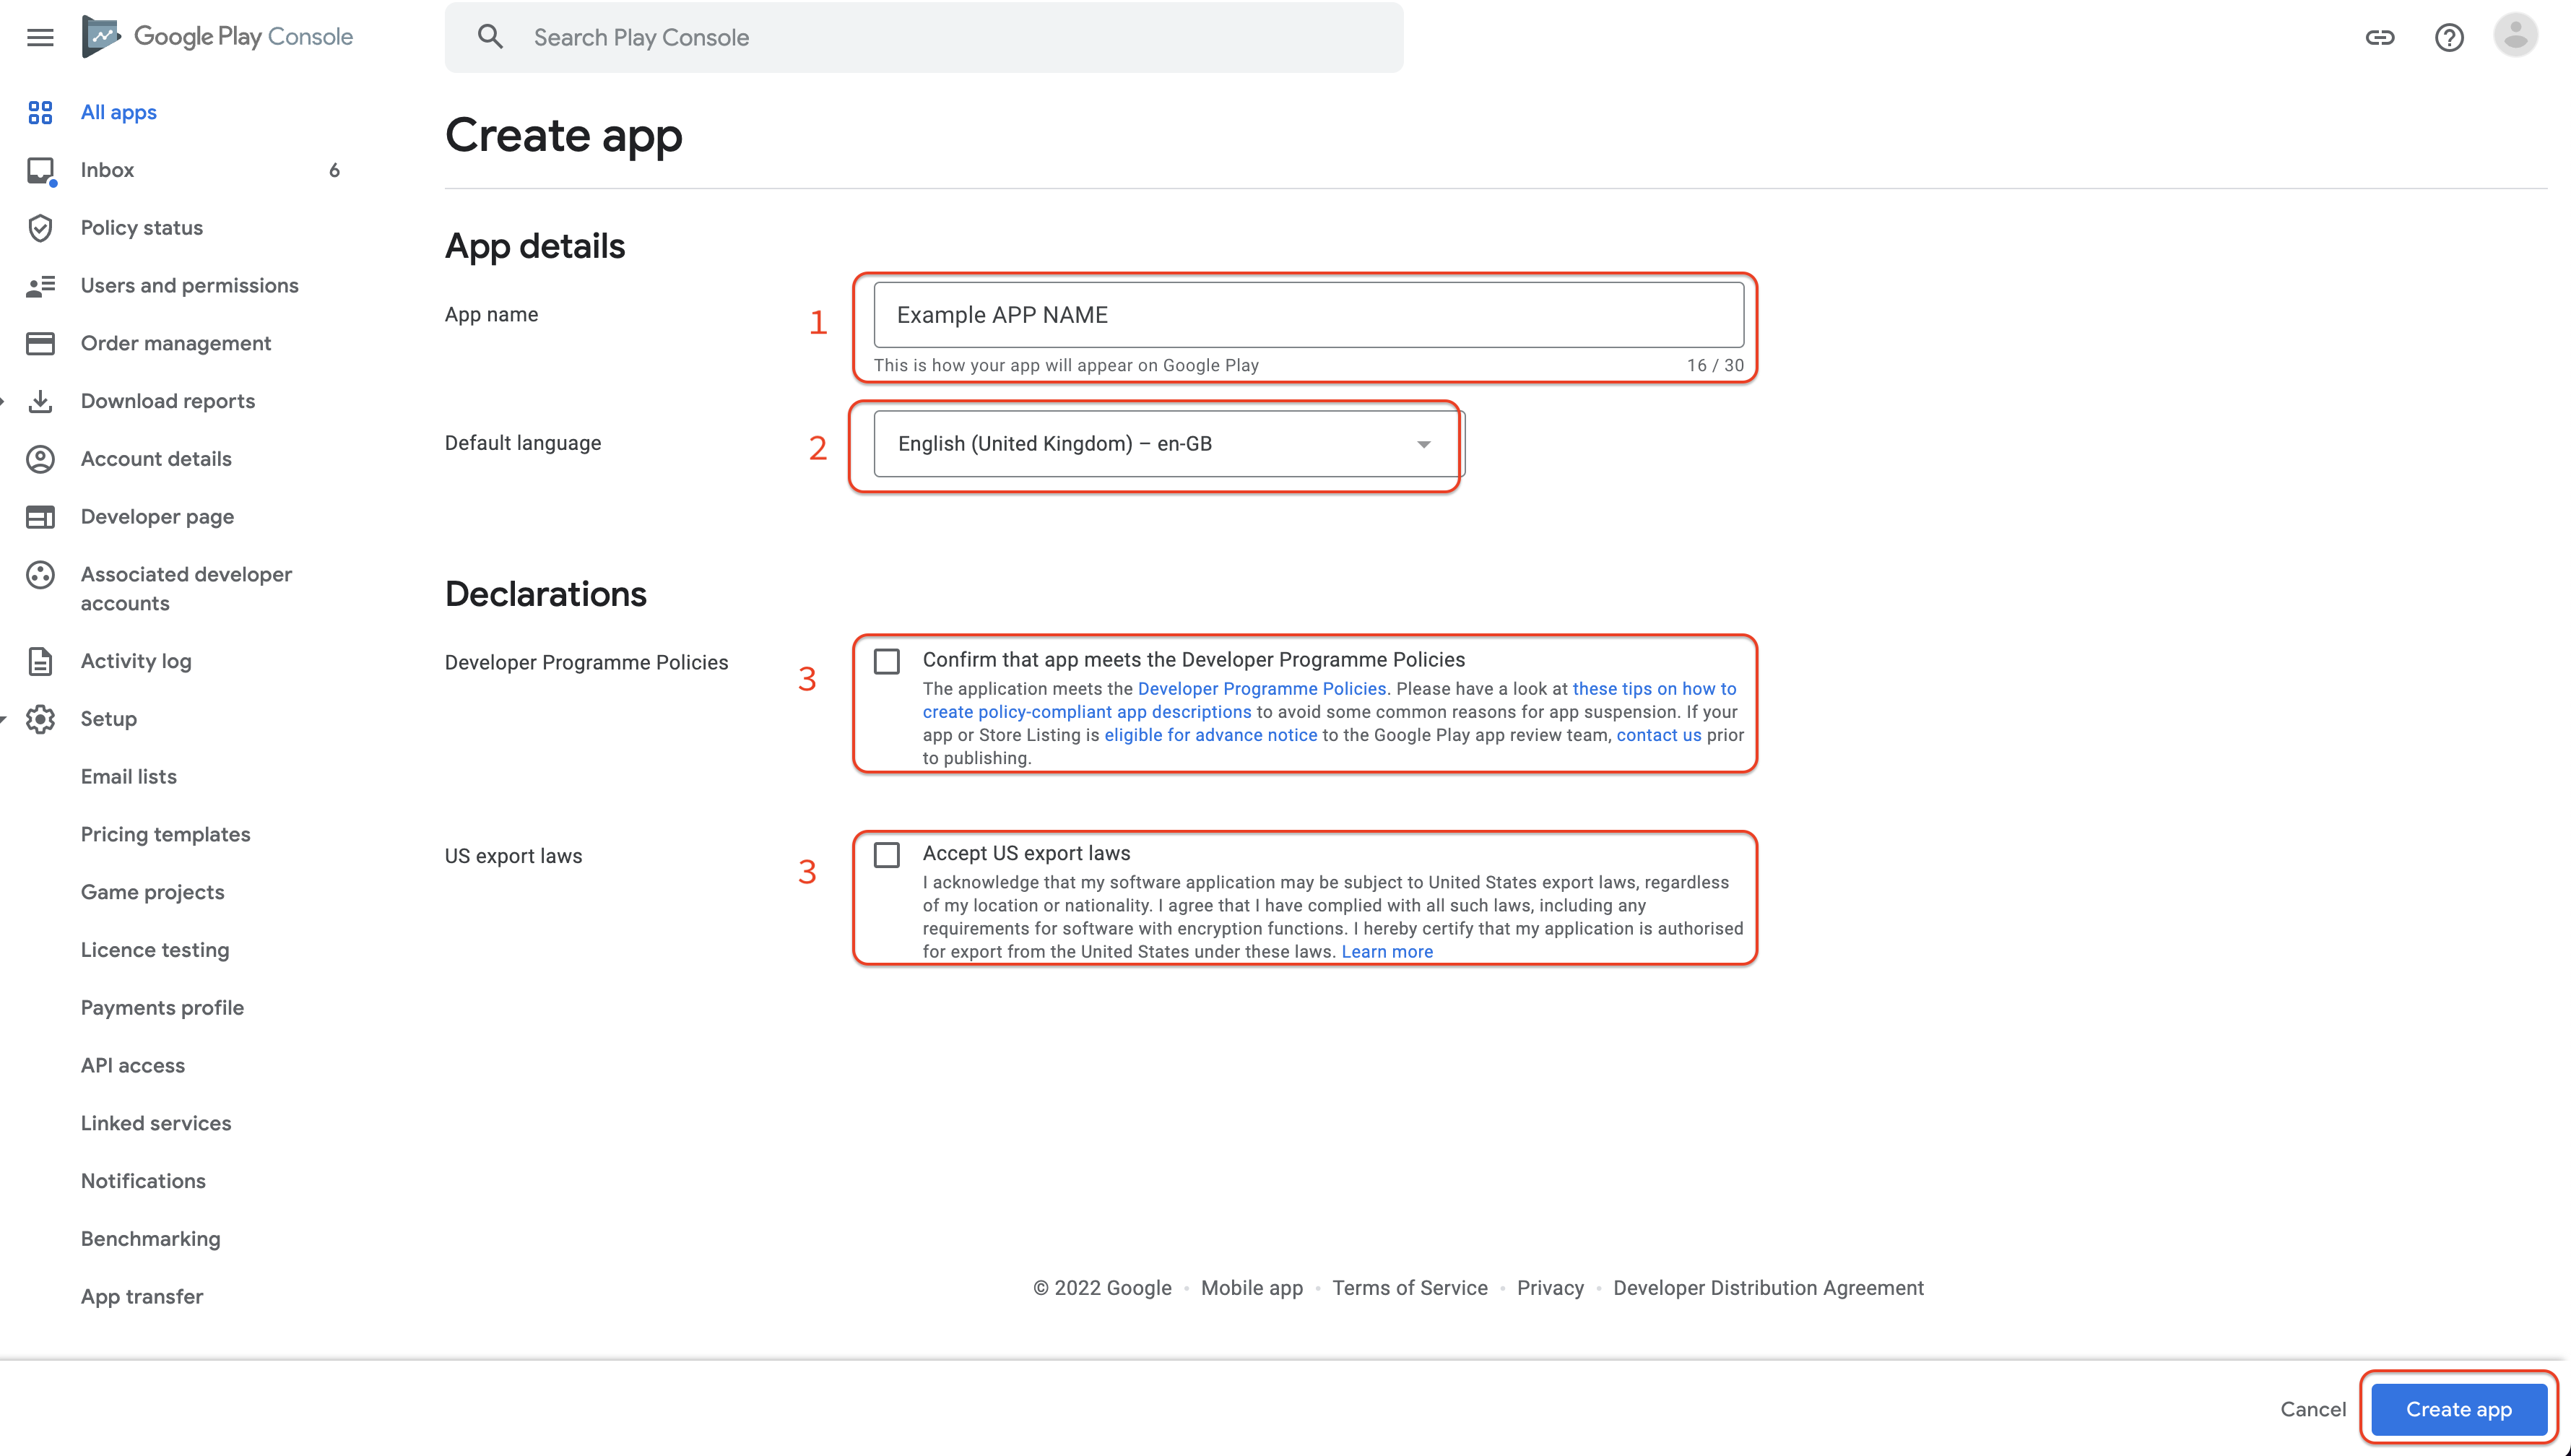 Google Play Console
Search Play Console
All apps
Inbox 6
Policy status
Users and permissions
Order management
Download reports
Account details
Developer page
Associated developer
accounts
Activity log
Setup
Email lists
Pricing templates
Game projects
Licence testing
Payments profile
API access
Linked services
Notifications
Benchmarking
App transfer
Create app
App details
App name
1
Example APP NAME
This is how your app will appear on Google Play 16 / 30
Default language
2
English (United Kingdom) – en-GB
Declarations
Developer Programme Policies
3
Confirm that app meets the Developer Programme Policies
The application meets the Developer Programme Policies. Please have a look at these tips on how to
create policy-compliant app descriptions to avoid some common reasons for app suspension. If your
app or Store Listing is eligible for advance notice to the Google Play app review team, contact us prior
to publishing.
US export laws
3
Accept US export laws
I acknowledge that my software application may be subject to United States export laws, regardless
of my location or nationality. I agree that I have complied with all such laws, including any
requirements for software with encryption functions. I hereby certify that my application is authorised
for export from the United States under these laws. Learn more
© 2022 Google • Mobile app • Terms of Service • Privacy • Developer Distribution Agreement
Cancel
Create app